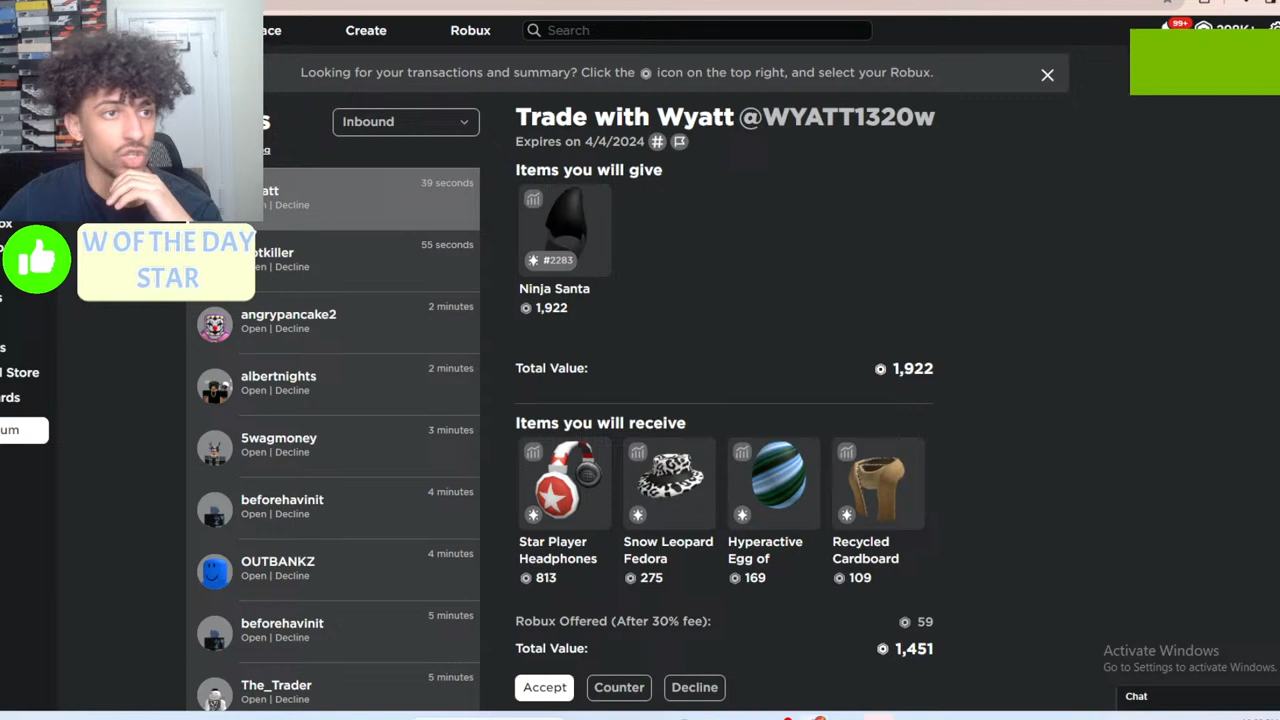 ace
Create
Robux
Search
99+
Looking for your transactions and summary? Click the icon on the top right, and select your Robux.
Inbound
Trade with Wyatt @WYATT1320w
Expires on 4/4/2024
Items you will give
#2283
Ninja Santa
1,922
Total Value:
1,922
Items you will receive
Star Player
Headphones
813
Snow Leopard
Fedora
275
Hyperactive
Egg of
169
Recycled
Cardboard
109
Robux Offered (After 30% fee):
59
Total Value:
1,451
Accept
Counter
Decline
att
39 seconds
| Decline
otkiller
55 seconds
| Decline
angrypancake2
2 minutes
Open | Decline
albertnights
2 minutes
Open | Decline
5wagmoney
3 minutes
Open | Decline
beforehavinit
4 minutes
Open | Decline
OUTBANKZ
4 minutes
Open | Decline
beforehavinit
5 minutes
Open | Decline
The_Trader
5 minutes
Open | Decline
W OF THE DAY
STAR
ox
s
l Store
rds
um
Activate Windows
Go to Settings to activate Windows.
Chat